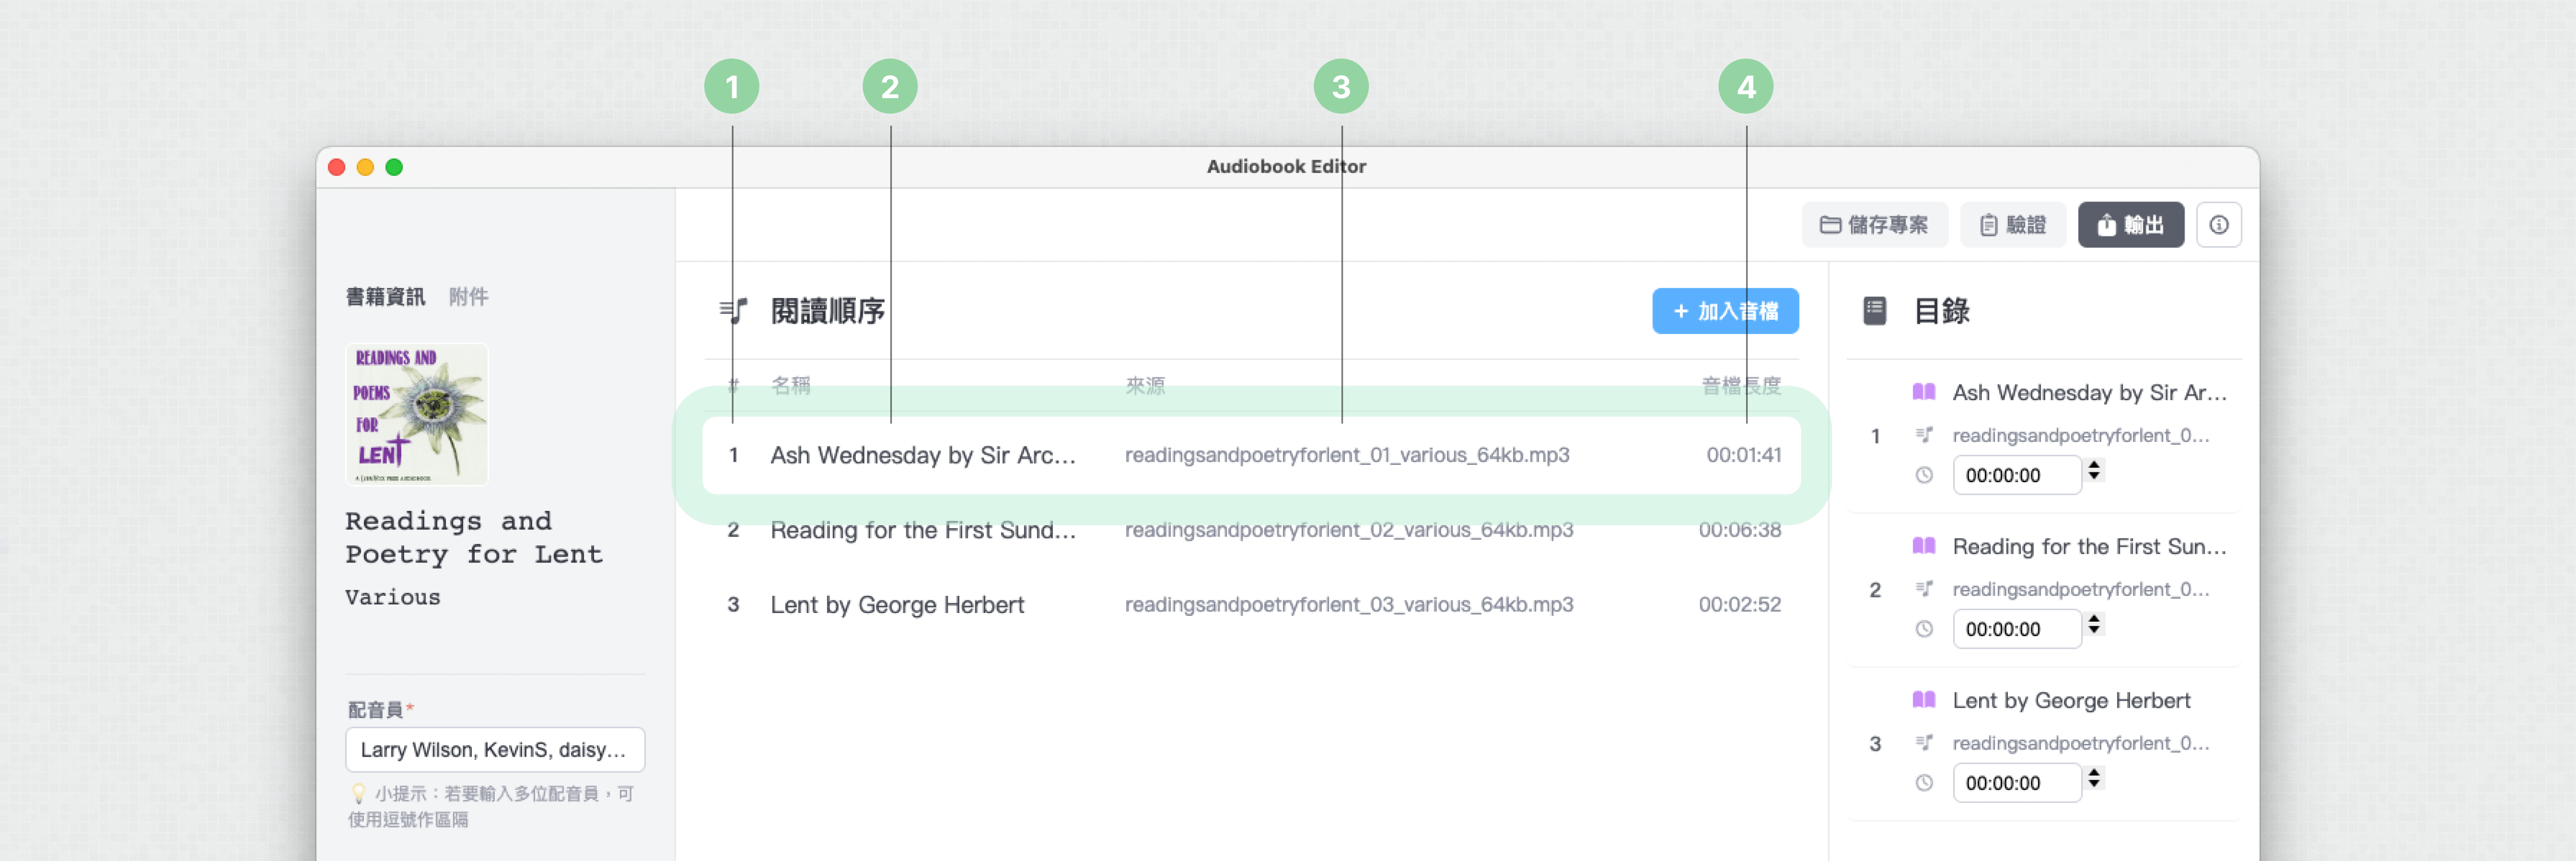 1 2 3 4
Audiobook Editor
儲存專案 驗證 輸出
書籍資訊 附件
READINGS AND
POEMS
FOR
LENT
A LIBRIVOX FREE AUDIOBOOK
Readings and
Poetry for Lent
Various
配音員*
Larry Wilson, KevinS, daisy...
小提示：若要輸入多位配音員，可
使用逗號作區隔
閱讀順序
+ 加入音檔
# 名稱 來源 音檔長度
1 Ash Wednesday by Sir Arc... readingsandpoetryforlent_01_various_64kb.mp3 00:01:41
2 Reading for the First Sund... readingsandpoetryforlent_02_various_64kb.mp3 00:06:38
3 Lent by George Herbert readingsandpoetryforlent_03_various_64kb.mp3 00:02:52
目錄
Ash Wednesday by Sir Ar...
1 readingsandpoetryforlent_0...
00:00:00
Reading for the First Sun...
2 readingsandpoetryforlent_0...
00:00:00
Lent by George Herbert
3 readingsandpoetryforlent_0...
00:00:00